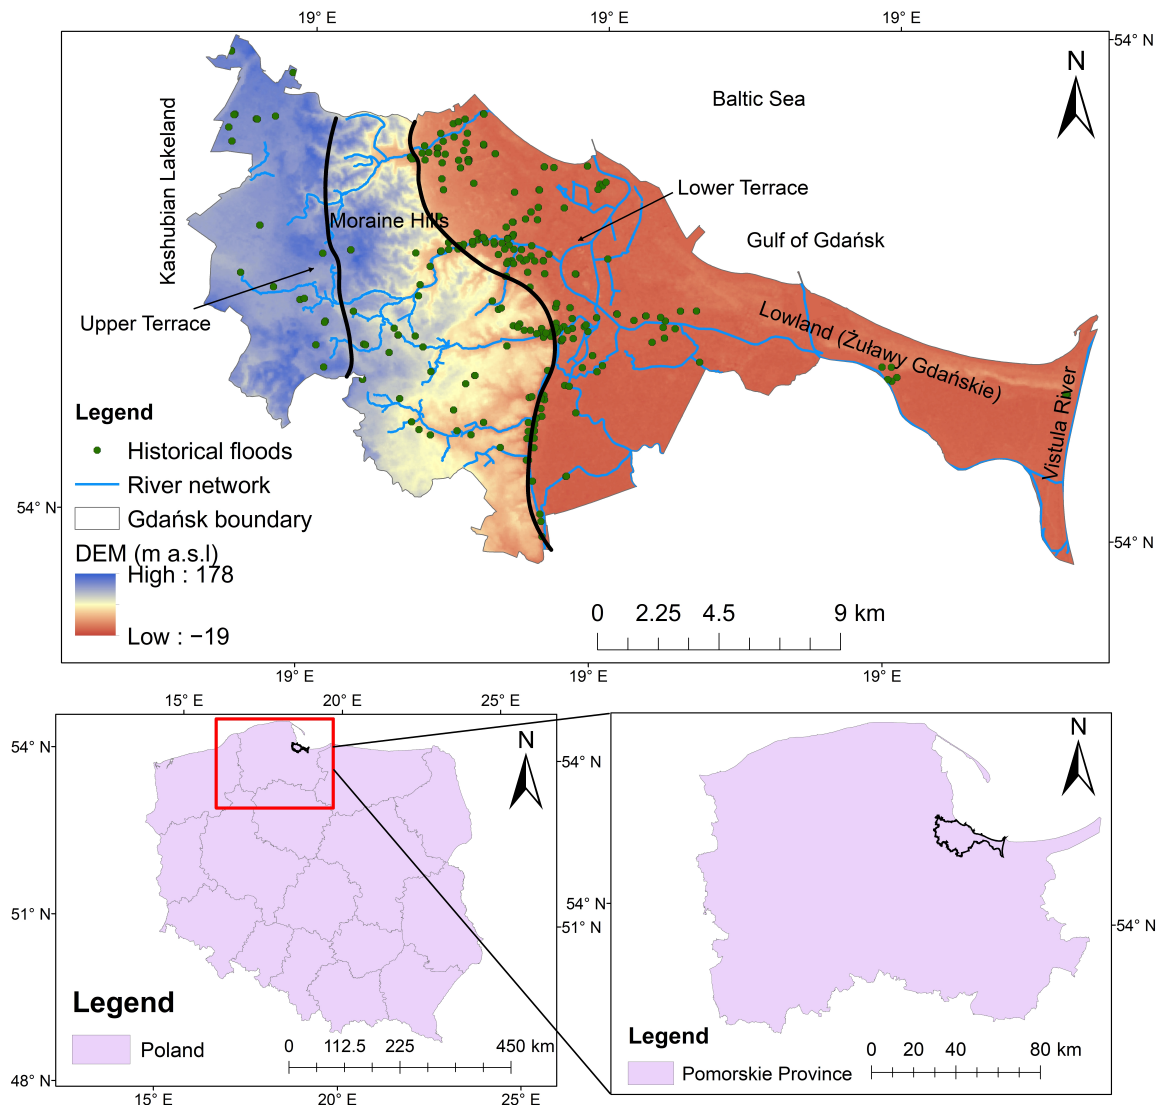 19° E
19° E
19° E
54° N
N
Baltic Sea
Kashubian Lakeland
Lower Terrace
Moraine Hills
Gulf of Gdańsk
Upper Terrace
Lowland (Żuławy Gdańskie)
Vistula River
Legend
Historical floods
River network
Gdańsk boundary
DEM (m a.s.l)
High : 178
Low : −19
54° N
54° N
0 2.25 4.5 9 km
19° E
19° E
19° E
15° E
20° E
25° E
54° N
51° N
48° N
N
54° N
51° N
Legend
Poland
0 112.5 225 450 km
15° E
20° E
25° E
N
54° N
54° N
Legend
Pomorskie Province
0 20 40 80 km